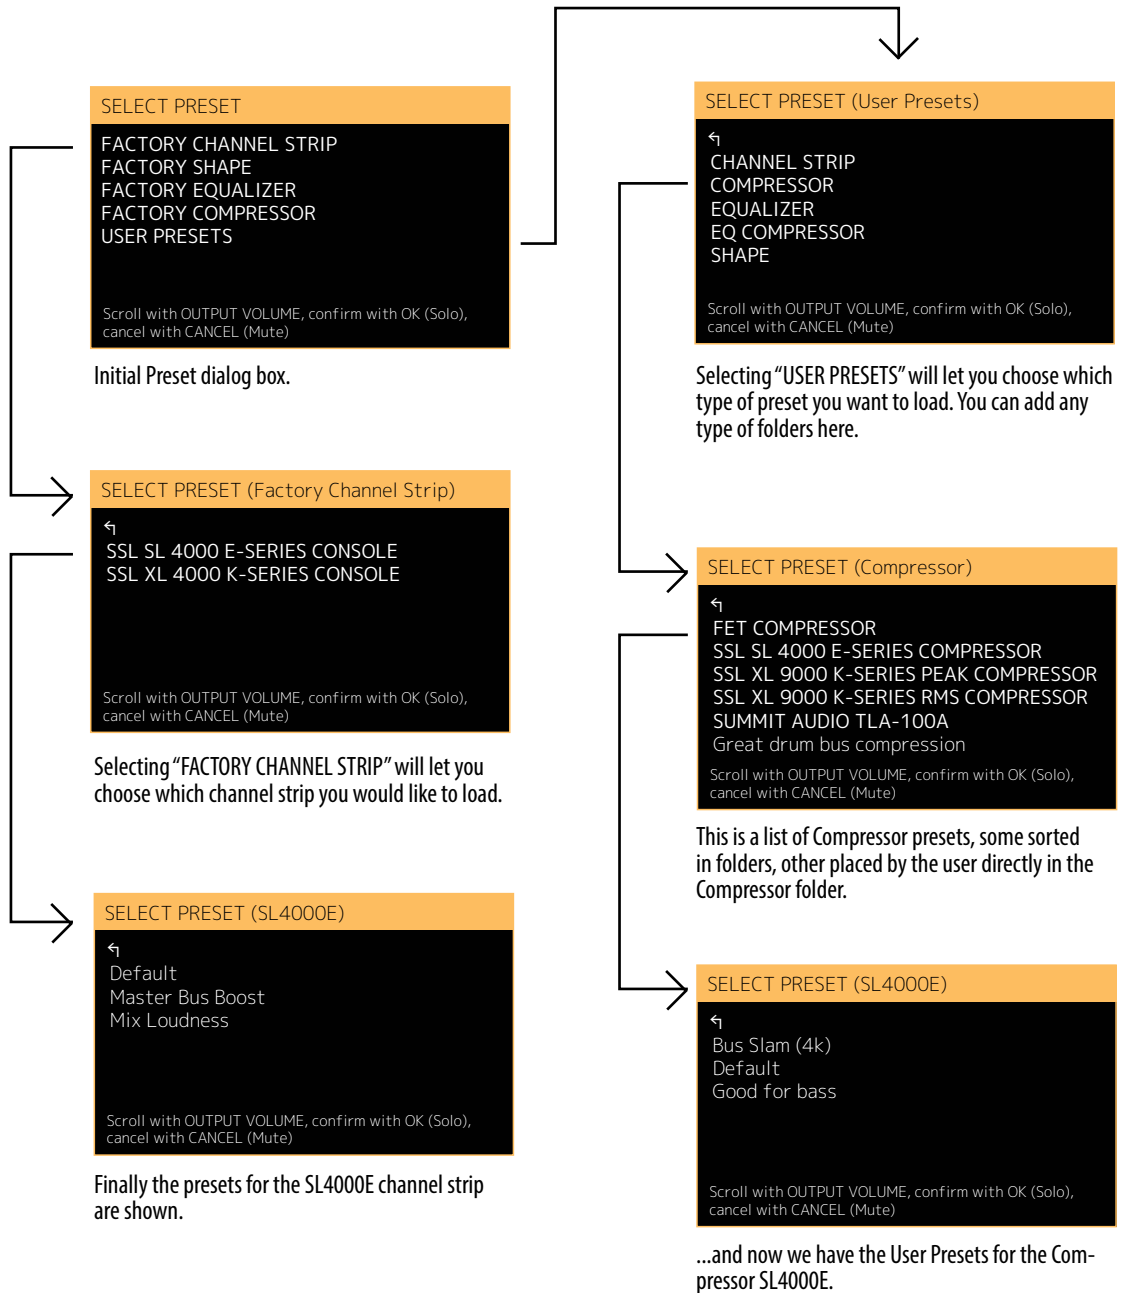 SELECT PRESET
FACTORY CHANNEL STRIP
FACTORY SHAPE
FACTORY EQUALIZER
FACTORY COMPRESSOR
USER PRESETS
Scroll with OUTPUT VOLUME, confirm with OK (Solo),
cancel with CANCEL (Mute)
Initial Preset dialog box.
SELECT PRESET (Factory Channel Strip)
SSL SL 4000 E-SERIES CONSOLE
SSL XL 4000 K-SERIES CONSOLE
Scroll with OUTPUT VOLUME, confirm with OK (Solo),
cancel with CANCEL (Mute)
Selecting “FACTORY CHANNEL STRIP” will let you
choose which channel strip you would like to load.
SELECT PRESET (SL4000E)
Default
Master Bus Boost
Mix Loudness
Scroll with OUTPUT VOLUME, confirm with OK (Solo),
cancel with CANCEL (Mute)
Finally the presets for the SL4000E channel strip
are shown.
SELECT PRESET (User Presets)
CHANNEL STRIP
COMPRESSOR
EQUALIZER
EQ COMPRESSOR
SHAPE
Scroll with OUTPUT VOLUME, confirm with OK (Solo),
cancel with CANCEL (Mute)
Selecting “USER PRESETS” will let you choose which
type of preset you want to load. You can add any
type of folders here.
SELECT PRESET (Compressor)
FET COMPRESSOR
SSL SL 4000 E-SERIES COMPRESSOR
SSL XL 9000 K-SERIES PEAK COMPRESSOR
SSL XL 9000 K-SERIES RMS COMPRESSOR
SUMMIT AUDIO TLA-100A
Great drum bus compression
Scroll with OUTPUT VOLUME, confirm with OK (Solo),
cancel with CANCEL (Mute)
This is a list of Compressor presets, some sorted
in folders, other placed by the user directly in the
Compressor folder.
SELECT PRESET (SL4000E)
Bus Slam (4k)
Default
Good for bass
Scroll with OUTPUT VOLUME, confirm with OK (Solo),
cancel with CANCEL (Mute)
...and now we have the User Presets for the Com-
pressor SL4000E.